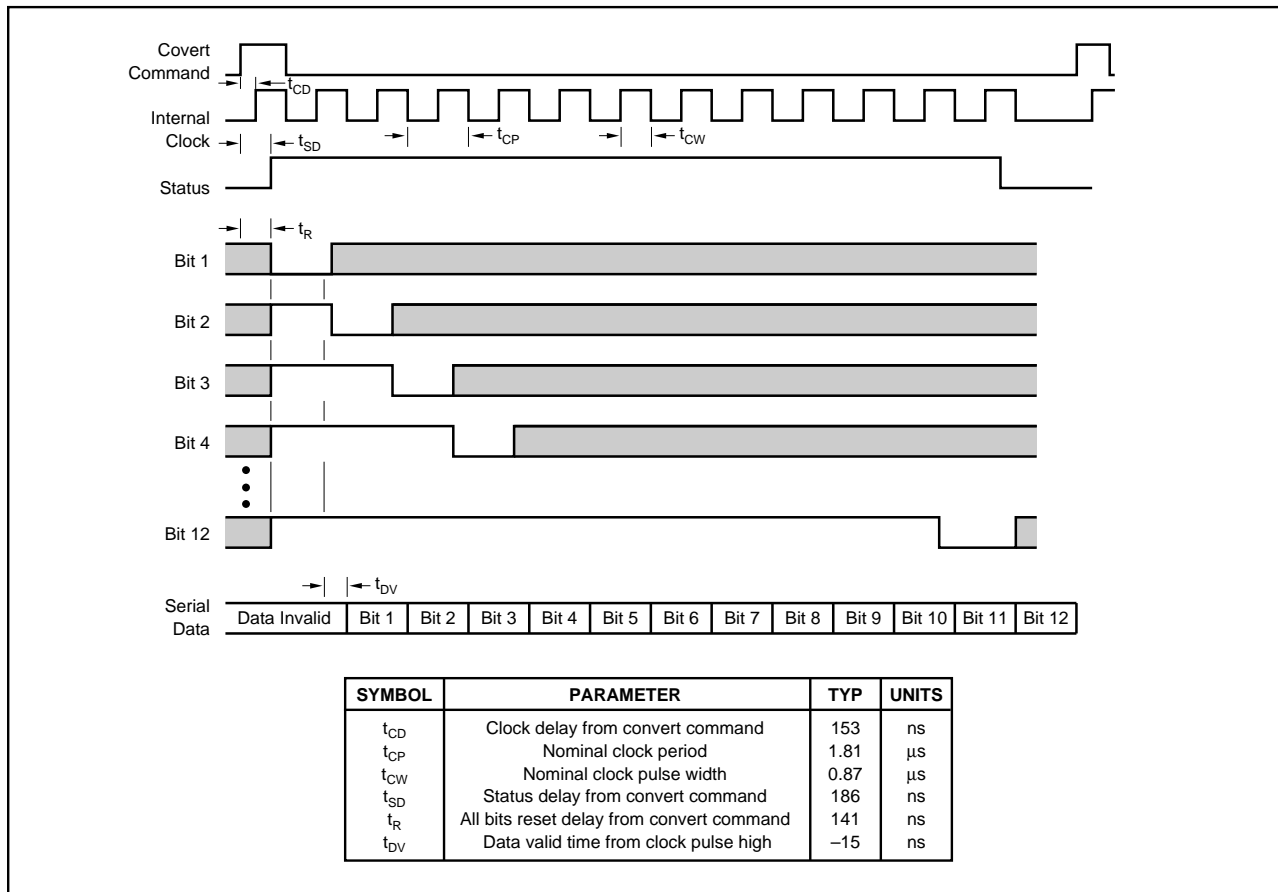 Covert
Command
t_CD
Internal
Clock
t_CP
t_CW
t_SD
Status
t_R
Bit 1
Bit 2
Bit 3
Bit 4
Bit 12
t_DV
Serial
Data
Data Invalid Bit 1 Bit 2 Bit 3 Bit 4 Bit 5 Bit 6 Bit 7 Bit 8 Bit 9 Bit 10 Bit 11 Bit 12
SYMBOL PARAMETER TYP UNITS
t_CD Clock delay from convert command 153 ns
t_CP Nominal clock period 1.81 µs
t_CW Nominal clock pulse width 0.87 µs
t_SD Status delay from convert command 186 ns
t_R All bits reset delay from convert command 141 ns
t_DV Data valid time from clock pulse high –15 ns